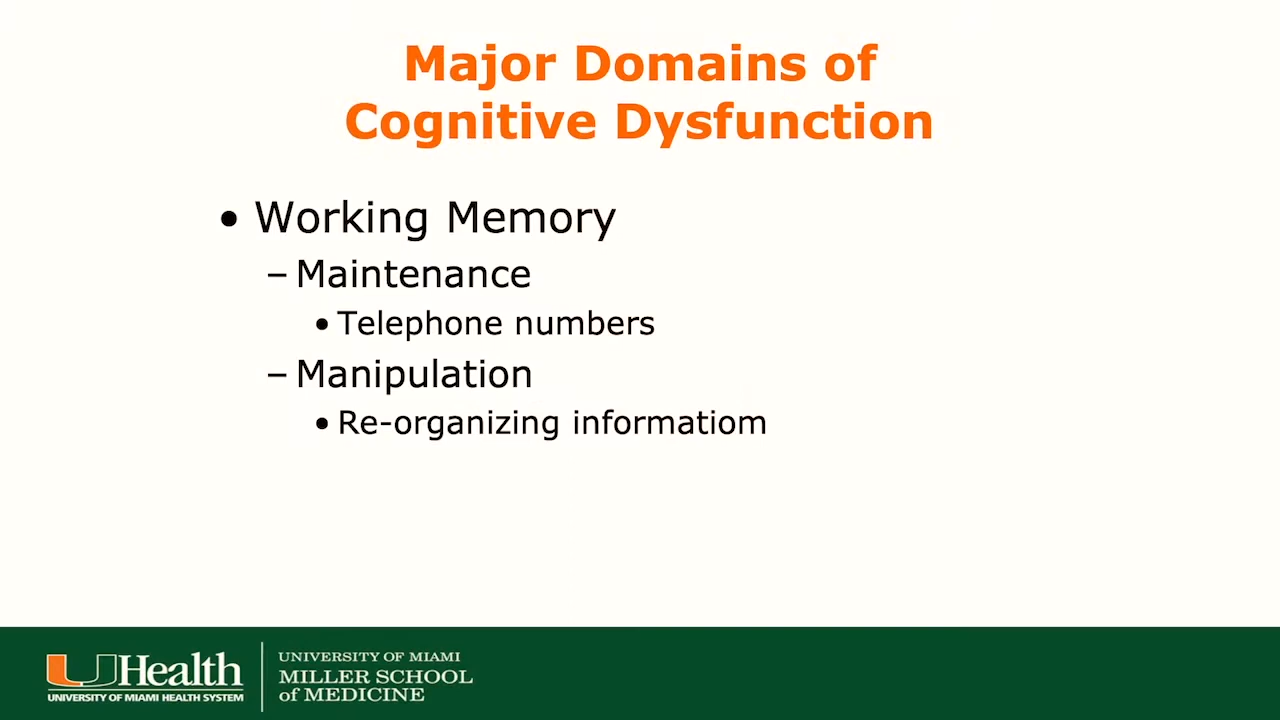 Major Domains of
Cognitive Dysfunction
• Working Memory
– Maintenance
• Telephone numbers
– Manipulation
• Re-organizing informatiom
UHealth
UNIVERSITY OF MIAMI HEALTH SYSTEM
UNIVERSITY OF MIAMI
MILLER SCHOOL
of MEDICINE